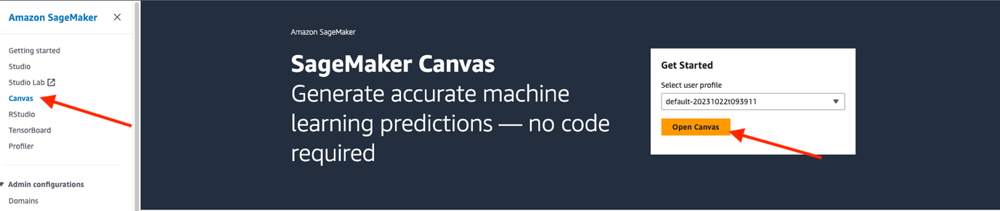 Amazon SageMaker
Getting started
Studio
Studio Lab
Canvas
RStudio
TensorBoard
Profiler
Admin configurations
Domains
Amazon SageMaker
SageMaker Canvas
Generate accurate machine
learning predictions — no code
required
Get Started
Select user profile
default-20231022t093911
Open Canvas